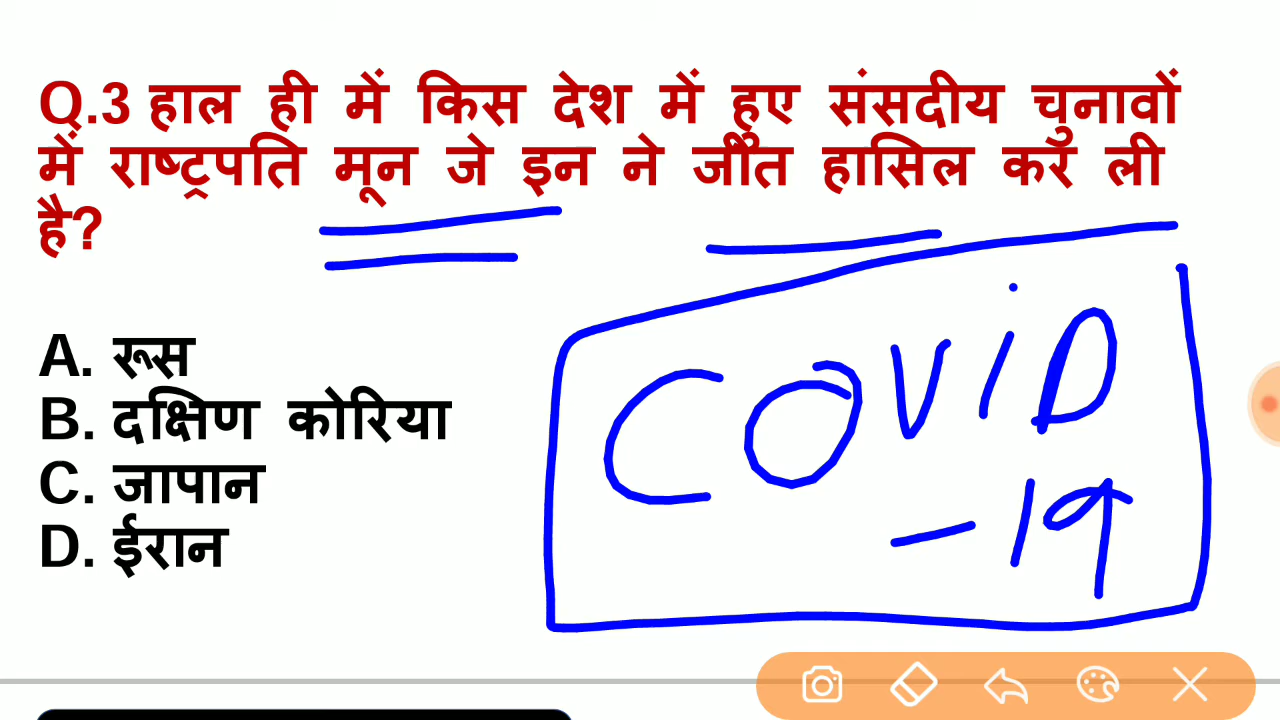 Q.3 हाल ही में किस देश में हुए संसदीय चुनावों
में राष्ट्रपति मून जे इन ने जीत हासिल कर ली
है?
A. रूस
B. दक्षिण कोरिया
C. जापान
D. ईरान
COViD
-19